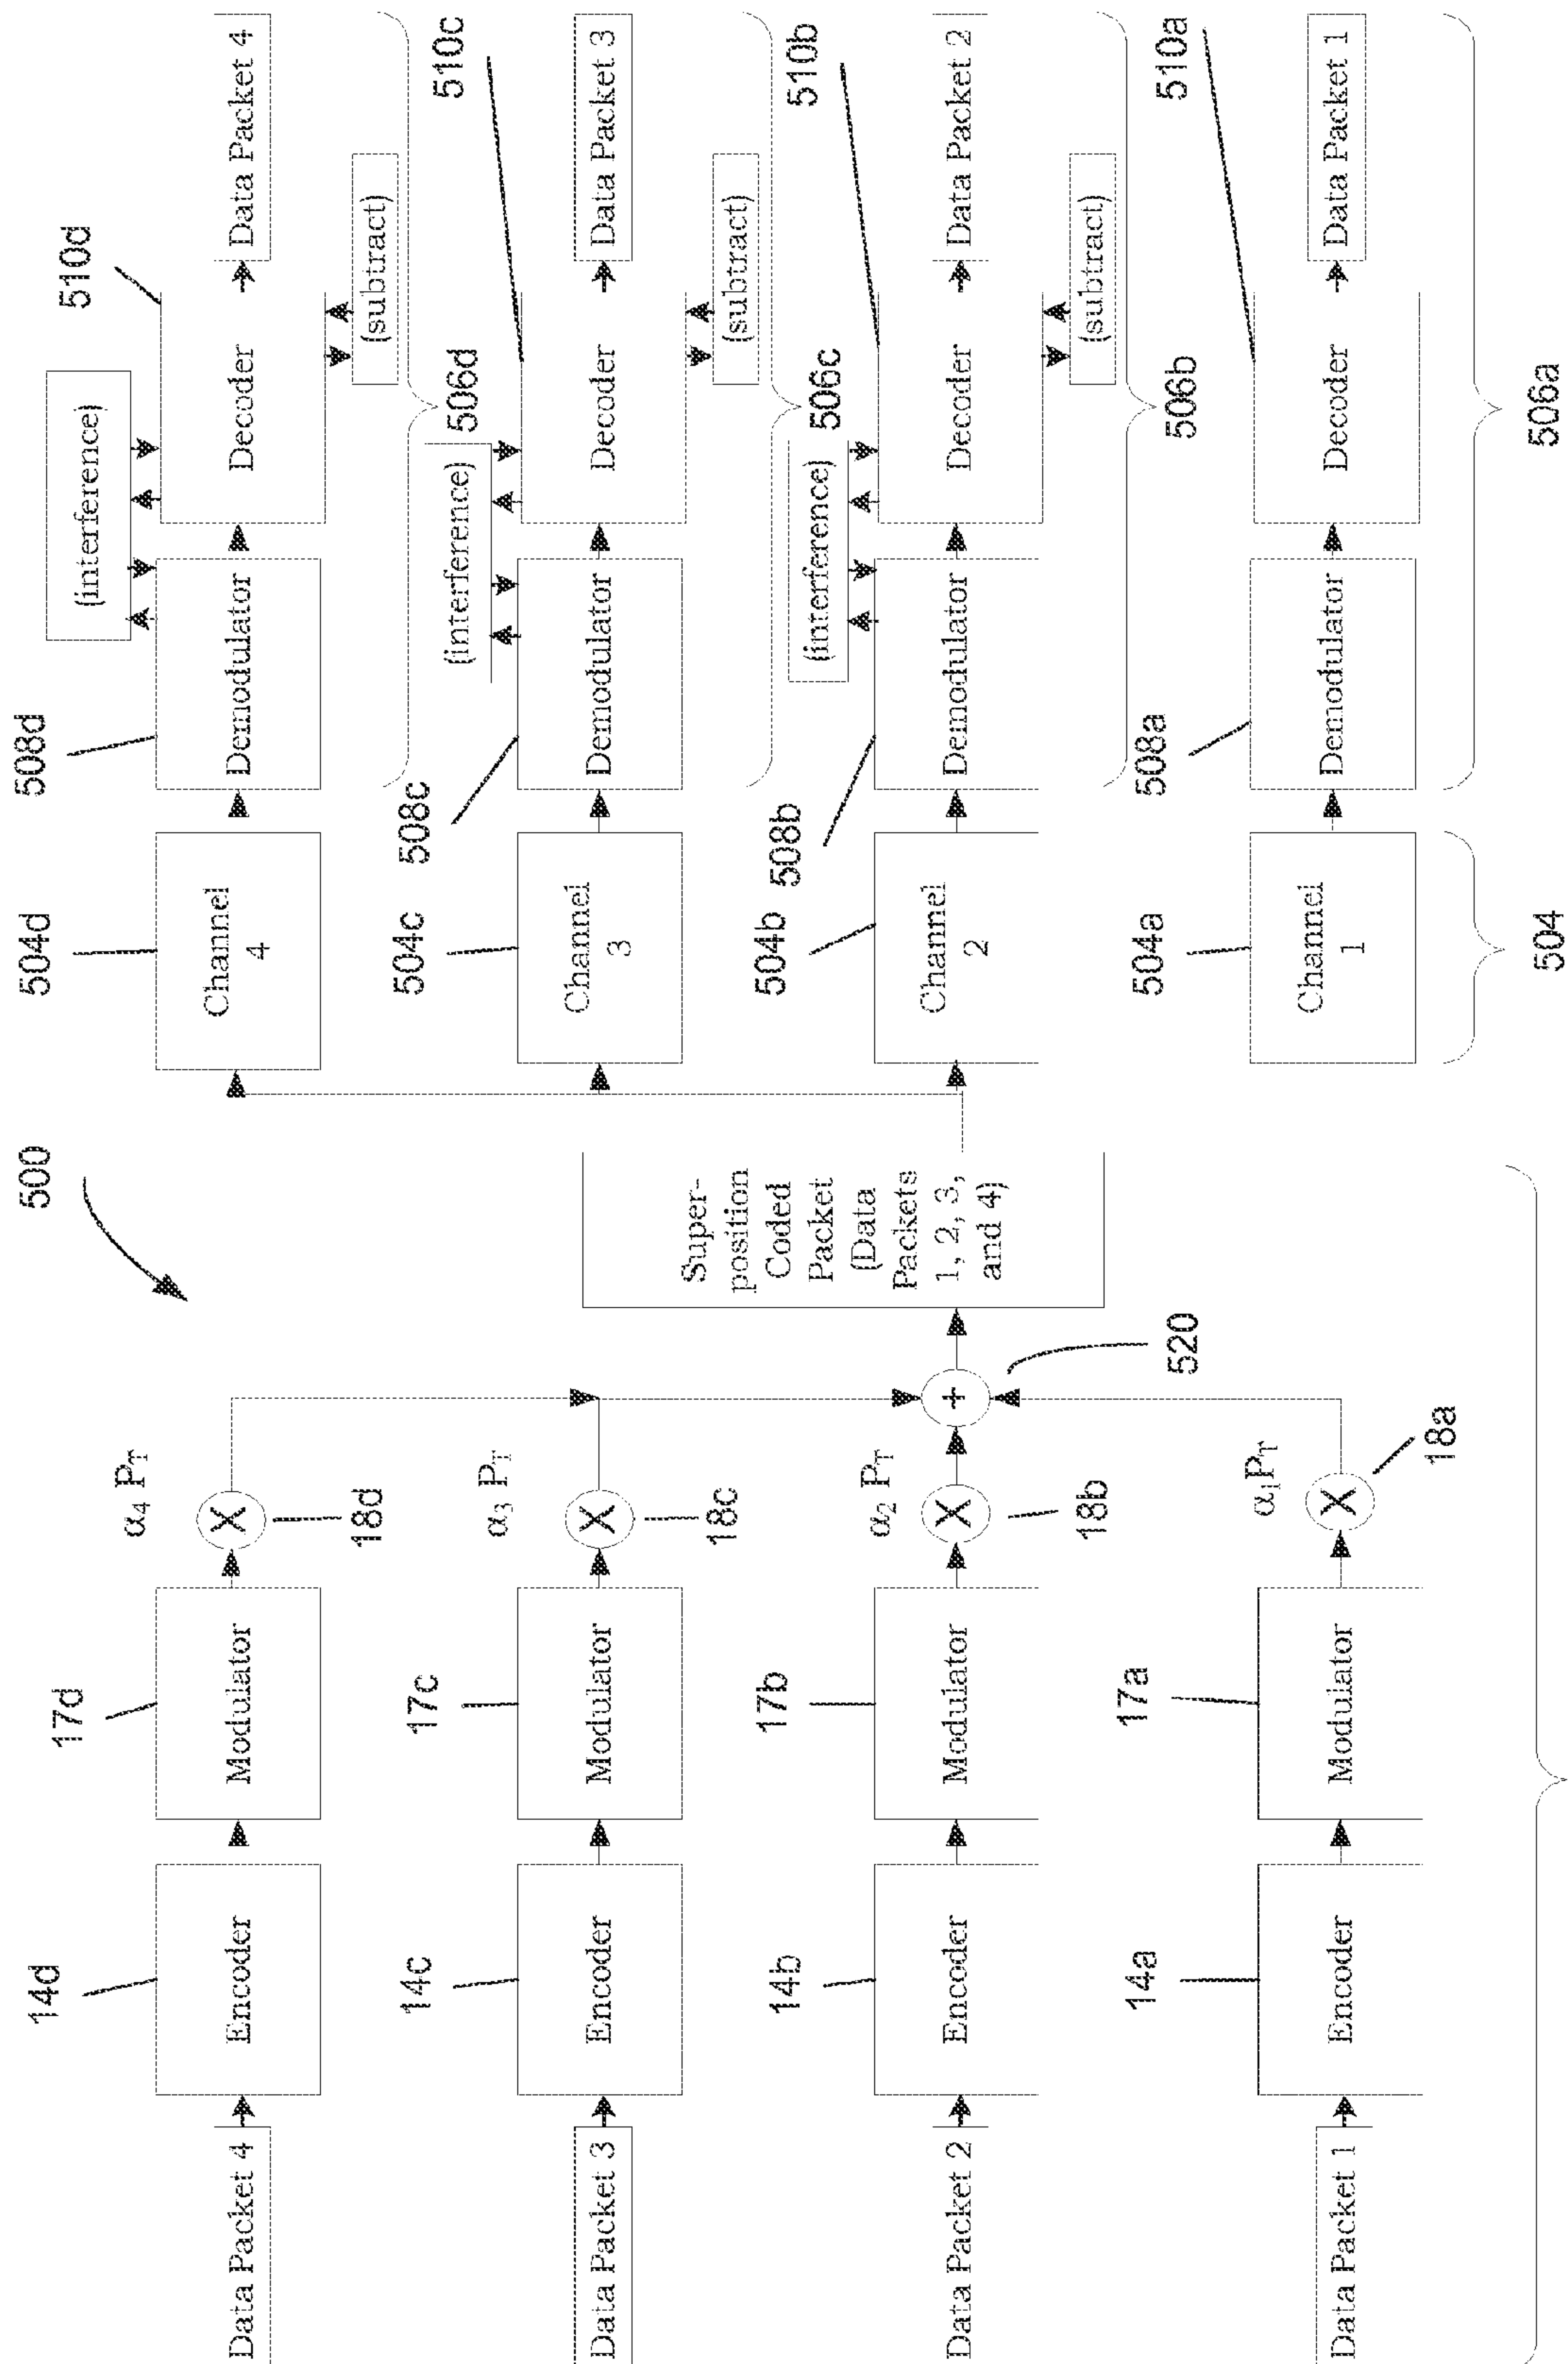 500
14d
17d
α4 PT
18d
504d
508d
510d
Data Packet 4
Encoder
Modulator
X
Channel
4
Demodulator
(interference)
Decoder
(subtract)
Data Packet 4
506d
14c
17c
α3 PT
18c
504c
508c
510c
Data Packet 3
Encoder
Modulator
X
Channel
3
Demodulator
(interference)
Decoder
(subtract)
Data Packet 3
506c
Super-
position
Coded
Packet
(Data
Packets
1, 2, 3,
and 4)
14b
17b
α2 PT
18b
+
520
504b
508b
510b
Data Packet 2
Encoder
Modulator
X
Channel
2
Demodulator
(interference)
Decoder
(subtract)
Data Packet 2
506b
14a
17a
α1PT
18a
504a
508a
510a
Data Packet 1
Encoder
Modulator
X
Channel
1
Demodulator
Decoder
Data Packet 1
504
506a